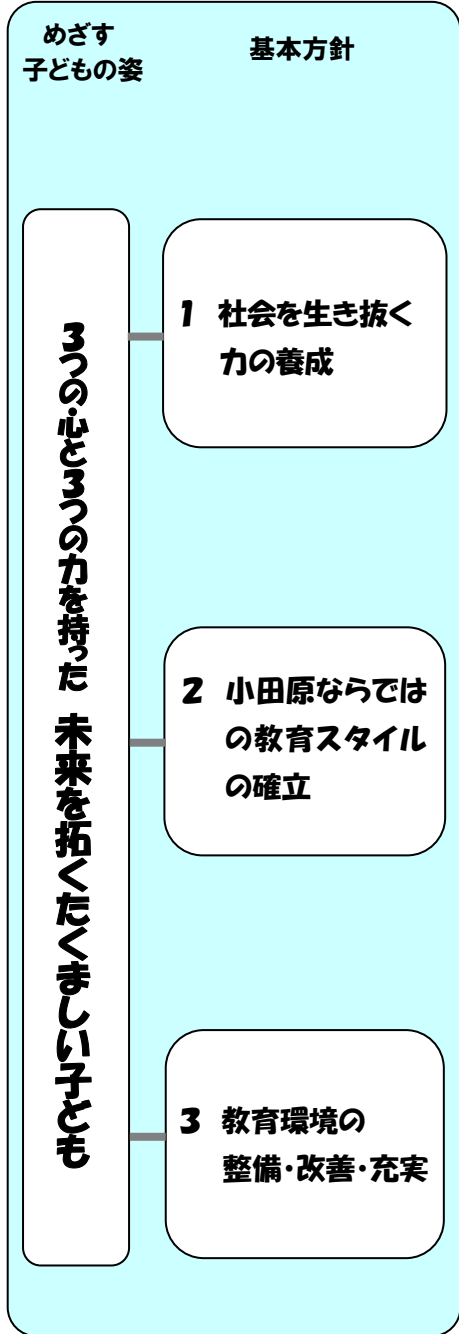 めざす
子どもの姿
基本方針
3つの心と3つの力を持った 未来を拓くたくましい子ども
1 社会を生き抜く
力の養成
2 小田原ならでは
の教育スタイル
の確立
3 教育環境の
整備・改善・充実